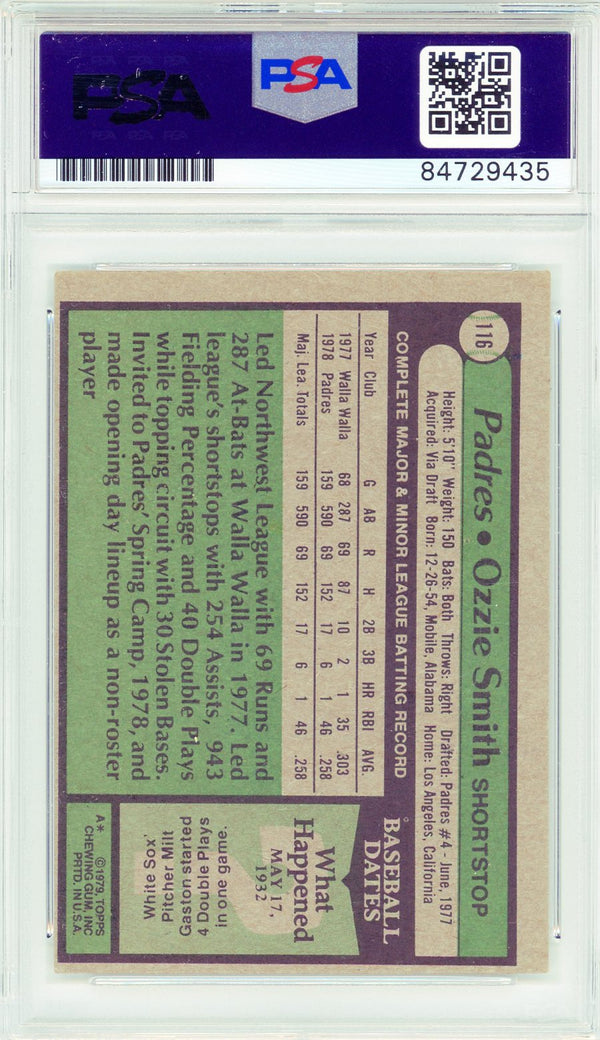 PSA
PSA
84729435
116
Padres • Ozzie Smith SHORTSTOP
Height: 5'10" Weight: 150 Bats: Both Throws: Right Drafted: Padres #4 - June, 1977
Acquired: Via Draft Born: 12-26-54, Mobile, Alabama Home: Los Angeles, California
COMPLETE MAJOR & MINOR LEAGUE BATTING RECORD
Year Club G AB R H 2B 3B HR RBI AVG.
1977 Walla Walla 68 287 69 87 10 2 1 35 .303
1978 Padres 159 590 69 152 17 6 1 46 .258
Maj. Lea. Totals 159 590 69 152 17 6 1 46 .258
Led Northwest League with 69 Runs and
287 At-Bats at Walla Walla in 1977. Led
league's shortstops with 254 Assists, .943
Fielding Percentage and 40 Double Plays
while topping circuit with 30 Stolen Bases.
Invited to Padres' Spring Camp, 1978, and
made opening day lineup as a non-roster
player
BASEBALL
DATES
What
Happened
MAY 17,
1932
White Sox'
Pitcher Milt
Gaston started
4 Double Plays
in one game.
A*
©1979, TOPPS
CHEWING GUM, INC
PRTD. IN U.S.A.